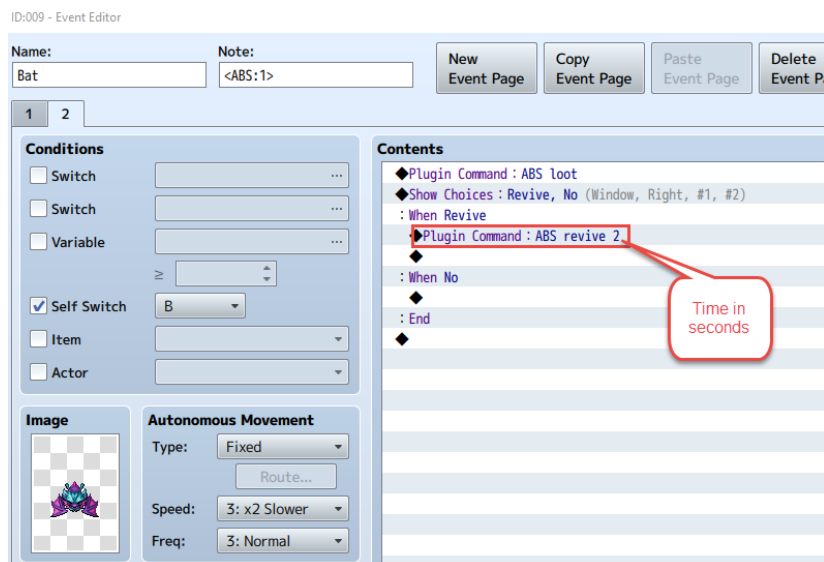 ID:009 - Event Editor
Name:
Note:
Bat
<ABS:1>
New
Event Page
Copy
Event Page
Paste
Event Page
Delete
Event P
1
2
Conditions
Switch
...
Switch
...
Variable
...
≥
Self Switch
B
Item
Actor
Image
Autonomous Movement
Type:
Fixed
Route...
Speed:
3: x2 Slower
Freq:
3: Normal
Contents
◆Plugin Command : ABS loot
◆Show Choices : Revive, No (Window, Right, #1, #2)
: When Revive
◆Plugin Command : ABS revive 2
◆
: When No
◆
: End
◆
Time in
seconds